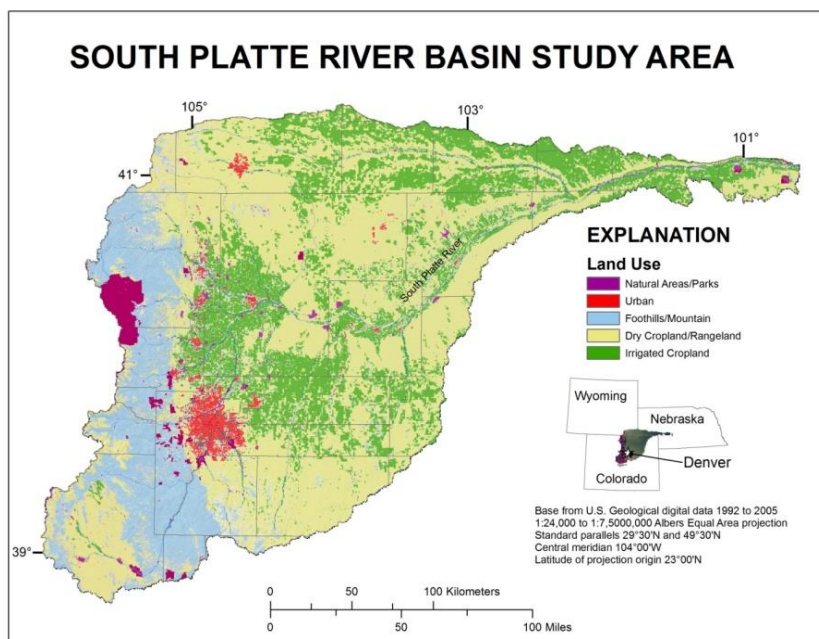 SOUTH PLATTE RIVER BASIN STUDY AREA
105°
103°
101°
41°
South Platte River
EXPLANATION
Land Use
Natural Areas/Parks
Urban
Foothills/Mountain
Dry Cropland/Rangeland
Irrigated Cropland
Wyoming
Nebraska
Denver
Colorado
Base from U.S. Geological digital data 1992 to 2005
1:24,000 to 1:7,5000,000 Albers Equal Area projection
Standard parallels 29°30'N and 49°30'N
Central meridian 104°00'W
Latitude of projection origin 23°00'N
39°
0 50 100 Kilometers
0 50 100 Miles